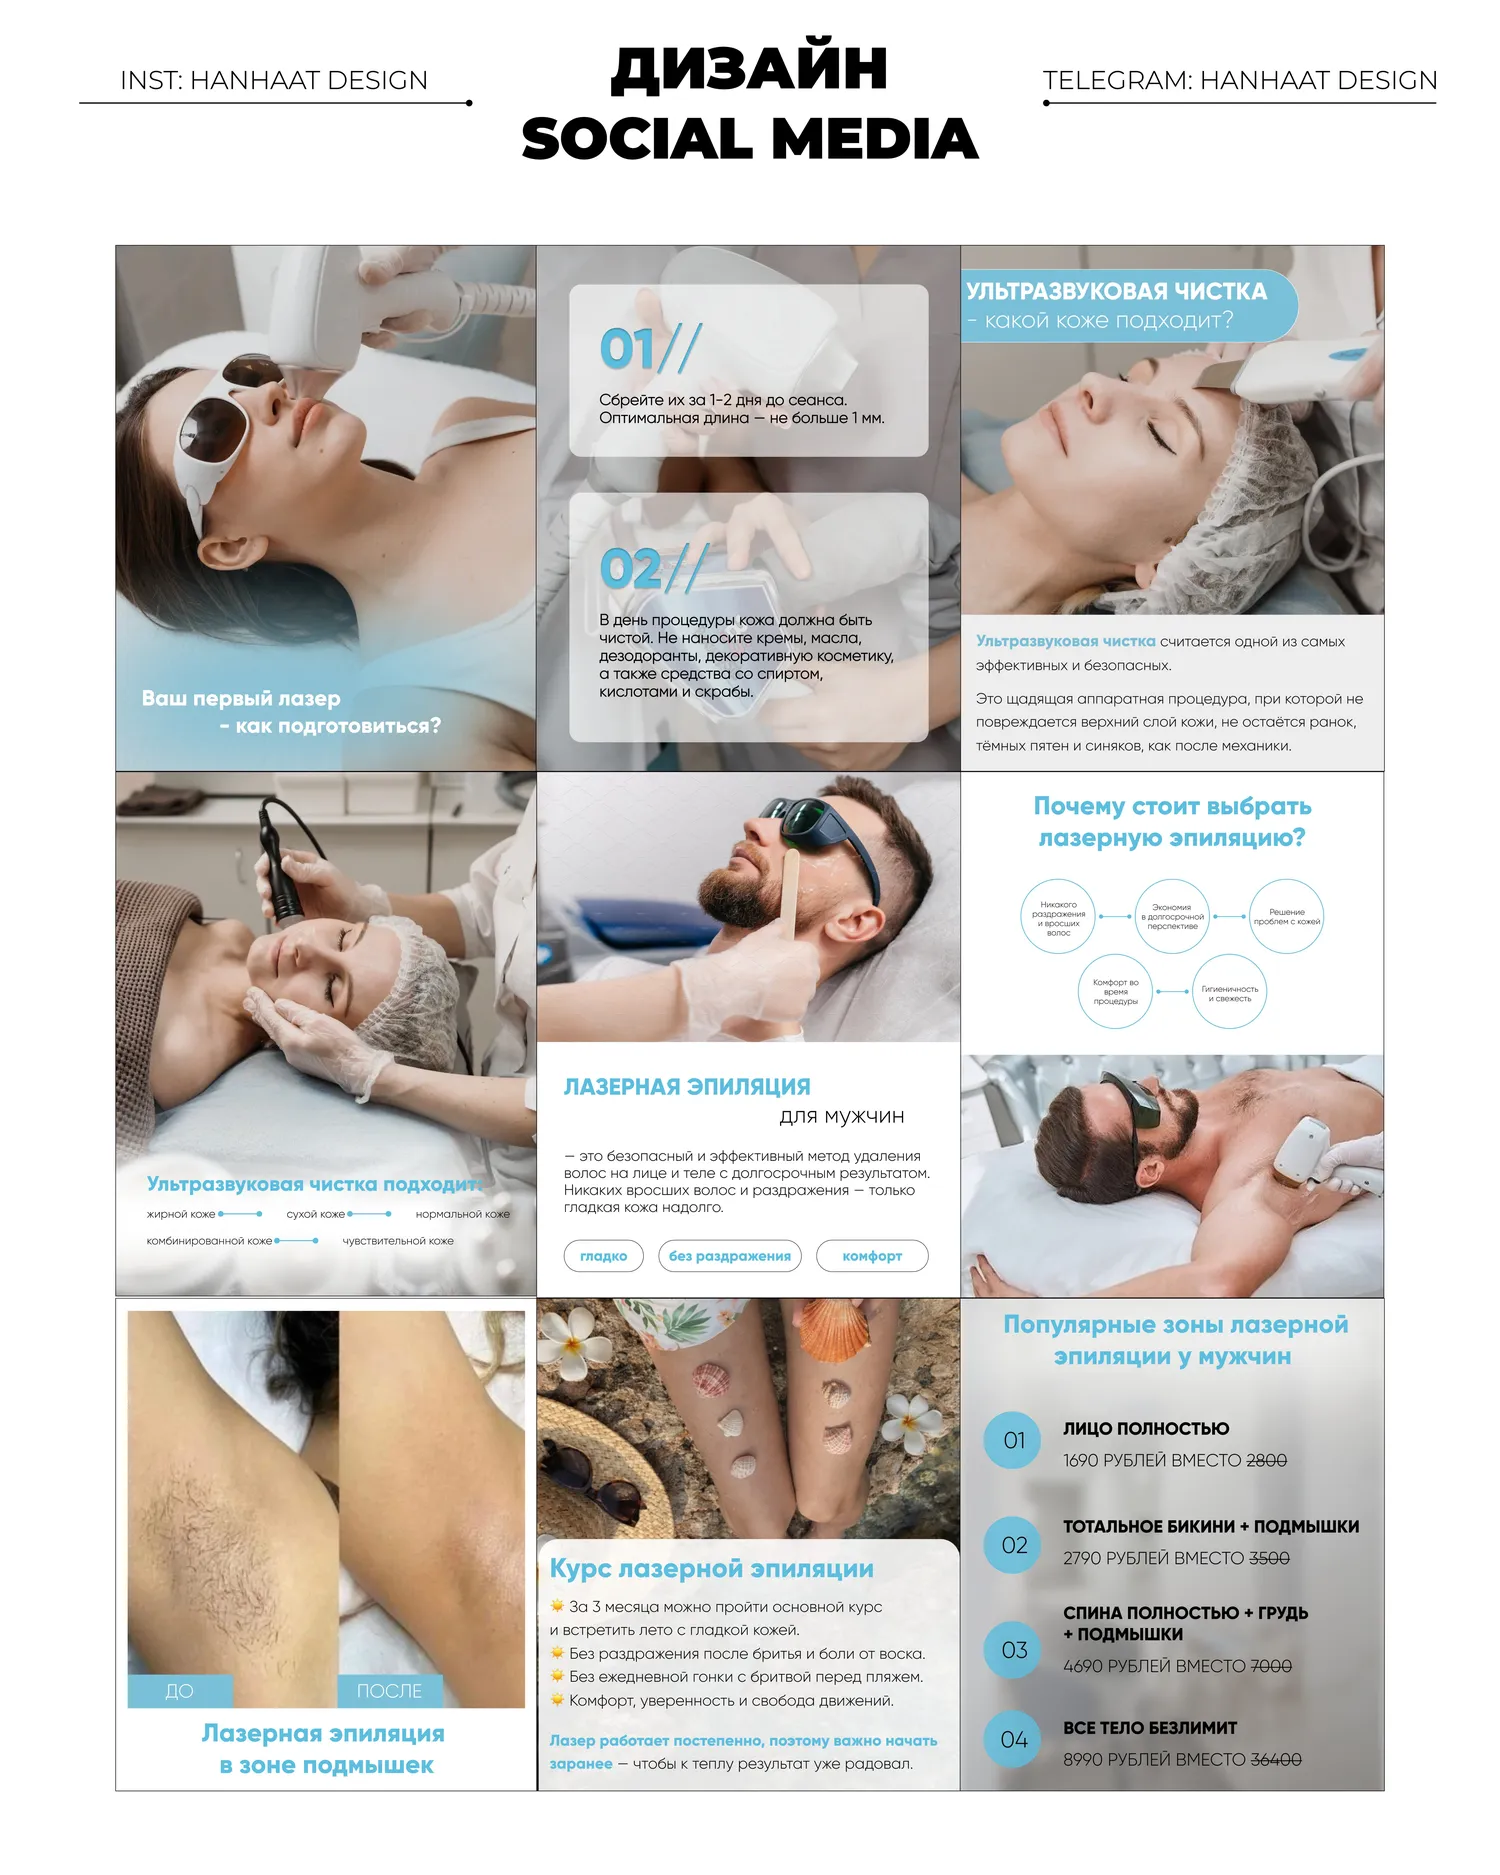 INST: HANHAAT DESIGN
ДИЗАЙН
SOCIAL MEDIA
TELEGRAM: HANHAAT DESIGN
Ваш первый лазер
- как подготовиться?
01//
Сбрейте их за 1-2 дня до сеанса.
Оптимальная длина — не больше 1 мм.
02//
В день процедуры кожа должна быть
чистой. Не наносите кремы, масла,
дезодоранты, декоративную косметику,
а также средства со спиртом,
кислотами и скрабы.
УЛЬТРАЗВУКОВАЯ ЧИСТКА
- какой коже подходит?
Ультразвуковая чистка считается одной из самых
эффективных и безопасных.
Это щадящая аппаратная процедура, при которой не
повреждается верхний слой кожи, не остаётся ранок,
тёмных пятен и синяков, как после механики.
Ультразвуковая чистка подходит:
жирной коже сухой коже нормальной коже
комбинированной коже чувствительной коже
ЛАЗЕРНАЯ ЭПИЛЯЦИЯ
для мужчин
— это безопасный и эффективный метод удаления
волос на лице и теле с долгосрочным результатом.
Никаких вросших волос и раздражения — только
гладкая кожа надолго.
гладко без раздражения комфорт
Почему стоит выбрать
лазерную эпиляцию?
Никакого
раздражения
и вросших
волос
Экономия
в долгосрочной
перспективе
Решение
проблем с кожей
Комфорт во
время
процедуры
Гигиеничность
и свежесть
ДО
ПОСЛЕ
Лазерная эпиляция
в зоне подмышек
Курс лазерной эпиляции
За 3 месяца можно пройти основной курс
и встретить лето с гладкой кожей.
Без раздражения после бритья и боли от воска.
Без ежедневной гонки с бритвой перед пляжем.
Комфорт, уверенность и свобода движений.
Лазер работает постепенно, поэтому важно начать
заранее — чтобы к теплу результат уже радовал.
Популярные зоны лазерной
эпиляции у мужчин
01
ЛИЦО ПОЛНОСТЬЮ
1690 РУБЛЕЙ ВМЕСТО 2800
02
ТОТАЛЬНОЕ БИКИНИ + ПОДМЫШКИ
2790 РУБЛЕЙ ВМЕСТО 3500
03
СПИНА ПОЛНОСТЬЮ + ГРУДЬ
+ ПОДМЫШКИ
4690 РУБЛЕЙ ВМЕСТО 7000
04
ВСЕ ТЕЛО БЕЗЛИМИТ
8990 РУБЛЕЙ ВМЕСТО 36400